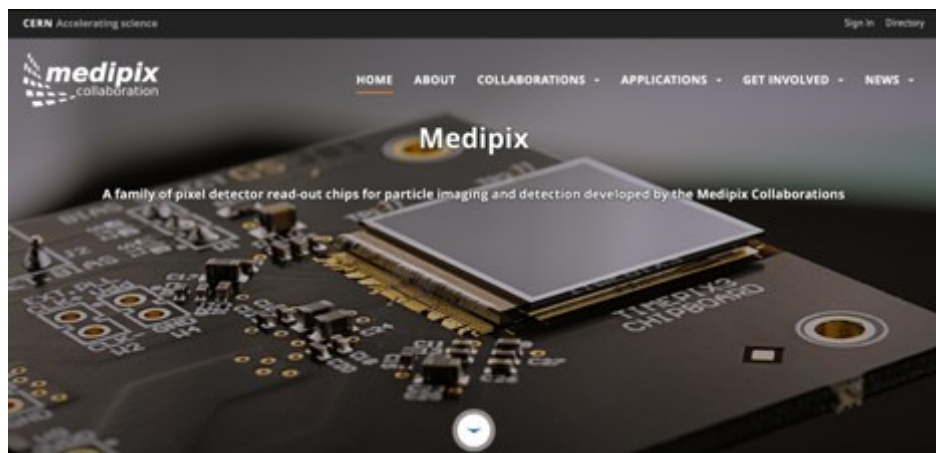 CERN Accelerating science
Sign in Directory
medipix
collaboration
HOME ABOUT COLLABORATIONS APPLICATIONS GET INVOLVED NEWS
Medipix
A family of pixel detector read-out chips for particle imaging and detection developed by the Medipix Collaborations
TIMEPIX3
CHIPBOARD